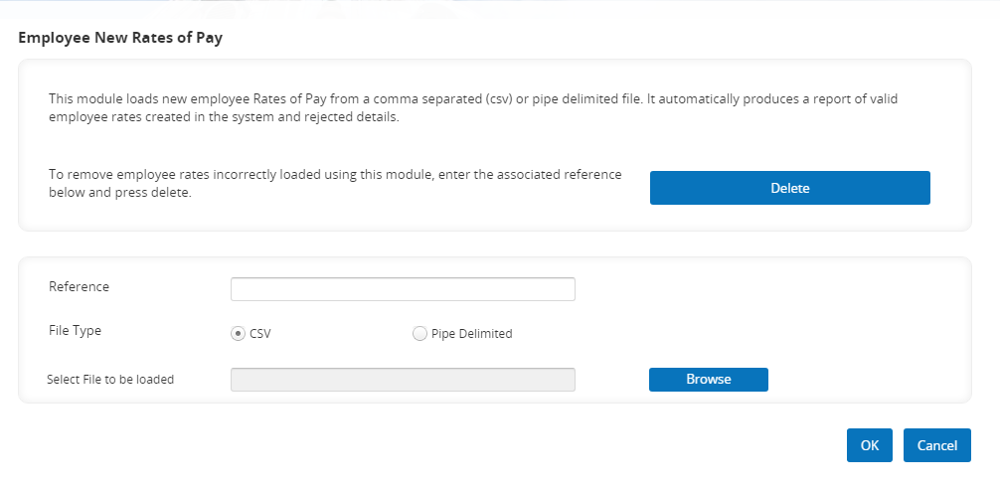 Employee New Rates of Pay
This module loads new employee Rates of Pay from a comma separated (csv) or pipe delimited file. It automatically produces a report of valid
employee rates created in the system and rejected details.
To remove employee rates incorrectly loaded using this module, enter the associated reference
below and press delete.
Delete
Reference
File Type
CSV
Pipe Delimited
Select File to be loaded
Browse
OK
Cancel